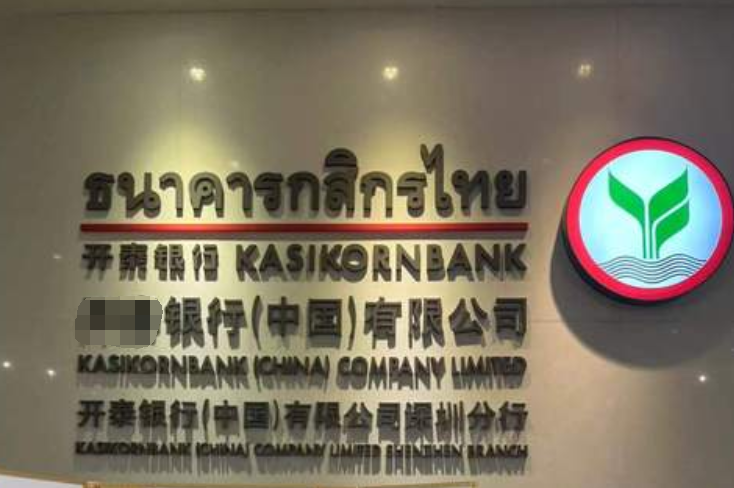 ธนาคารกสิกรไทย
开泰银行 KASIKORNBANK
银行(中国)有限公司
KASIKORNBANK (CHINA) COMPANY LIMITED
开泰银行(中国)有限公司深圳分行
KASIKORNBANK (CHINA) COMPANY LIMITED SHENZHEN BRANCH